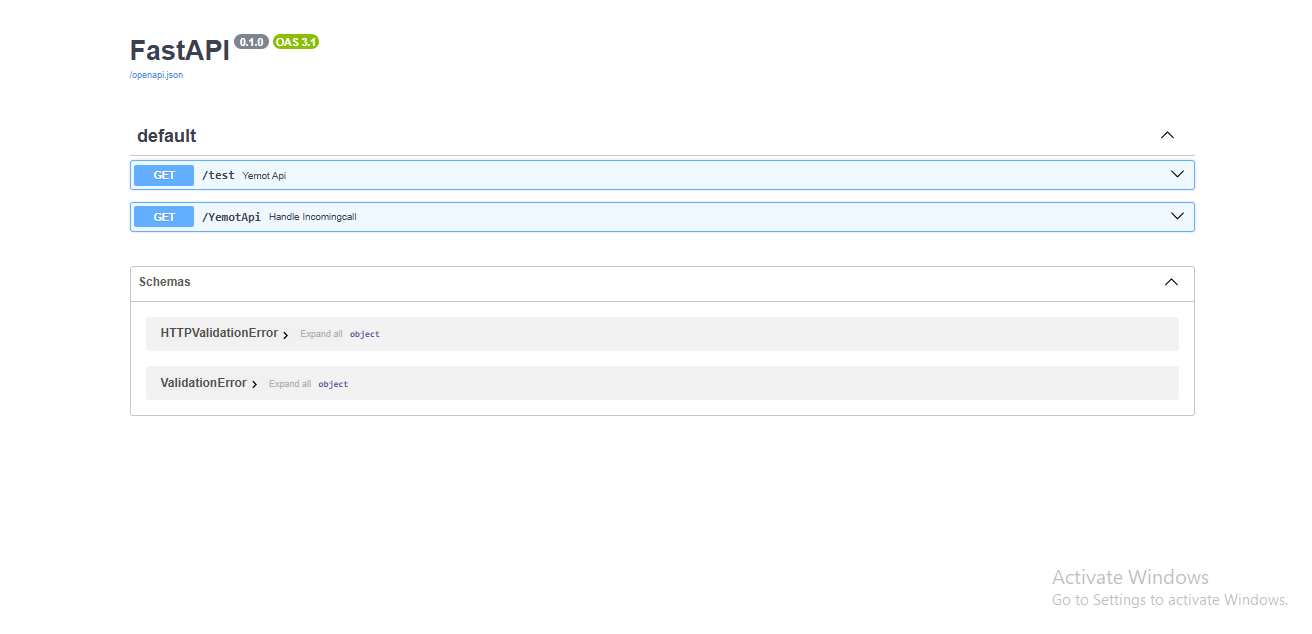 FastAPI 0.1.0 OAS 3.1
/openapi.json
default
GET /test Yemot Api
GET /YemotApi Handle Incomingcall
Schemas
HTTPValidationError Expand all object
ValidationError Expand all object
Activate Windows
Go to Settings to activate Windows.